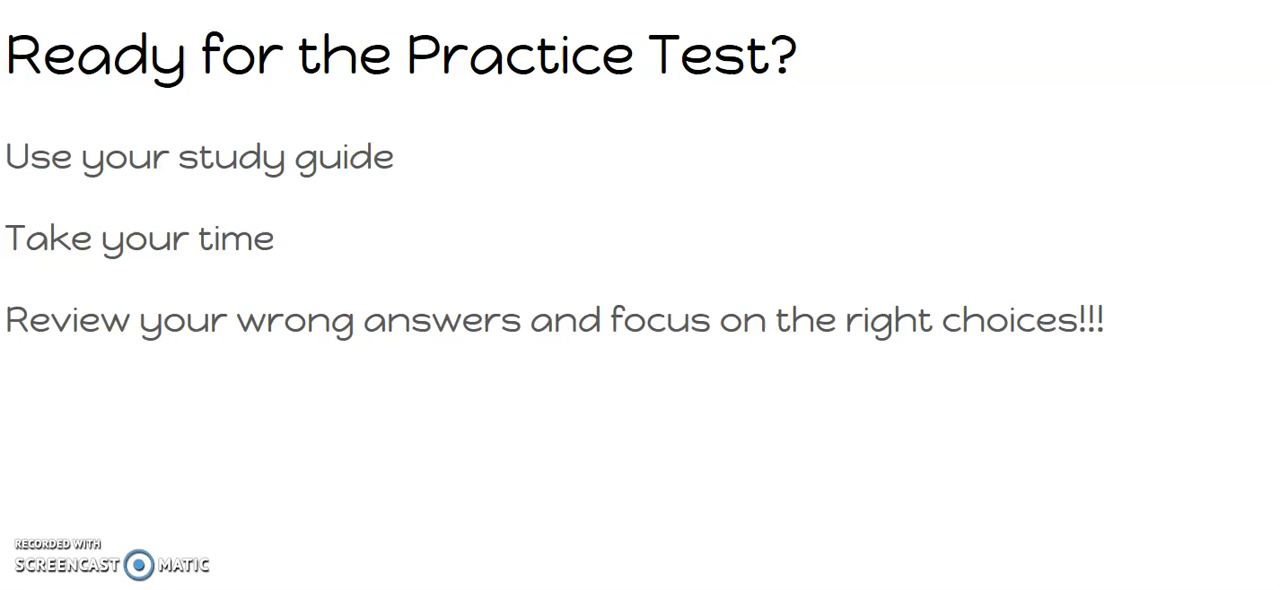 Ready for the Practice Test?
Use your study guide
Take your time
Review your wrong answers and focus on the right choices!!!
RECORDED WITH
SCREENCAST MATIC